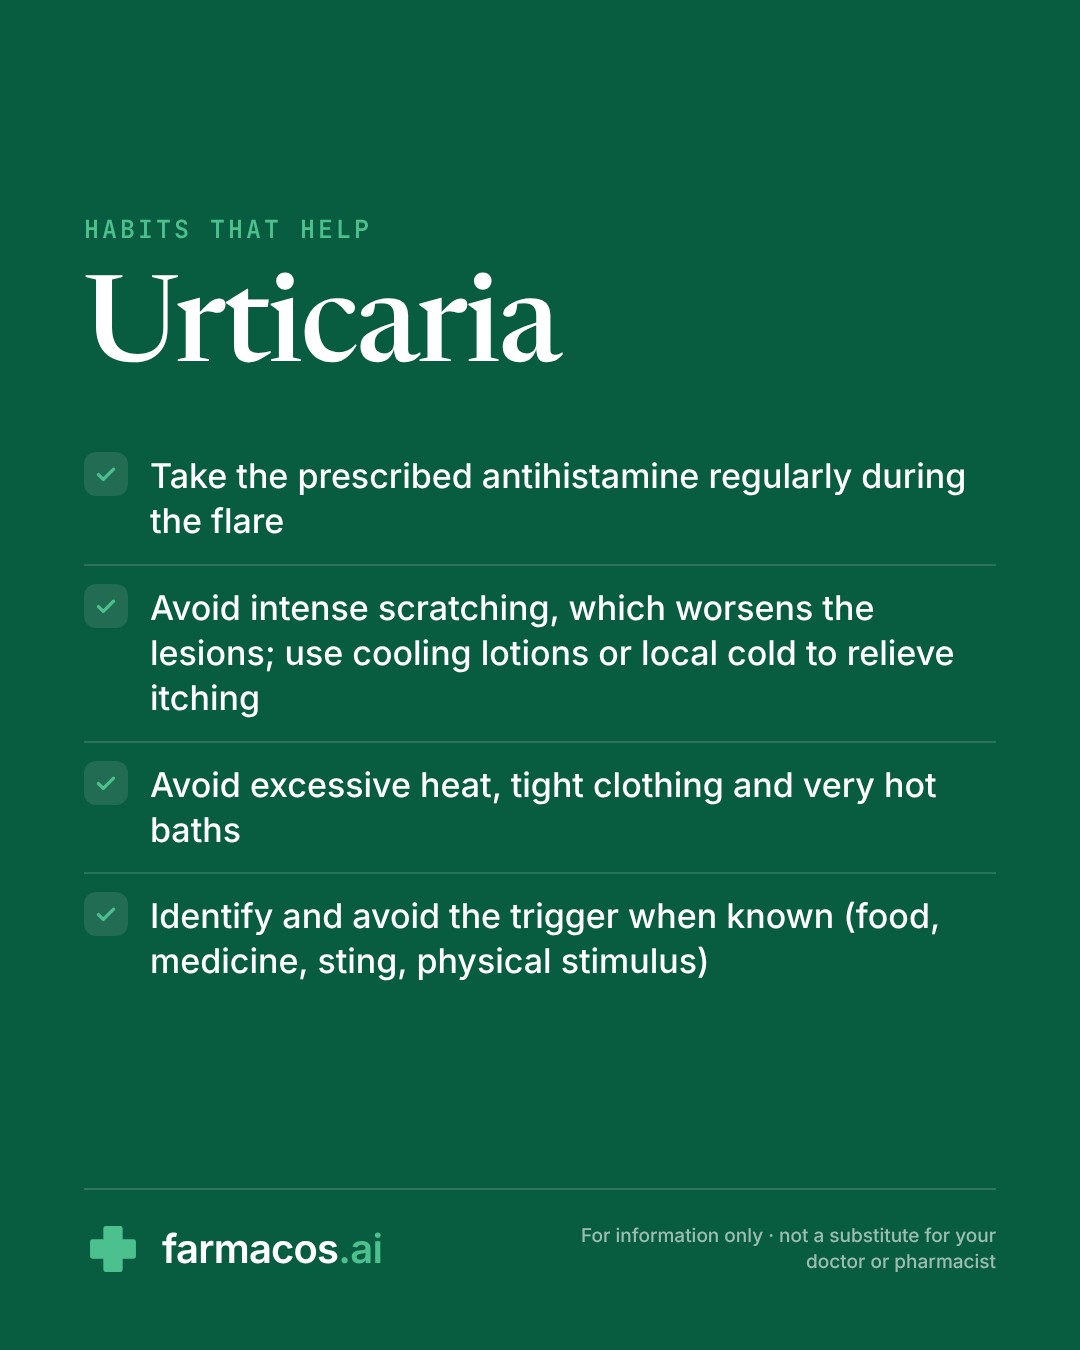 HABITS THAT HELP
Urticaria
Take the prescribed antihistamine regularly during
the flare
Avoid intense scratching, which worsens the
lesions; use cooling lotions or local cold to relieve
itching
Avoid excessive heat, tight clothing and very hot
baths
Identify and avoid the trigger when known (food,
medicine, sting, physical stimulus)
farmacos.ai
For information only · not a substitute for your
doctor or pharmacist